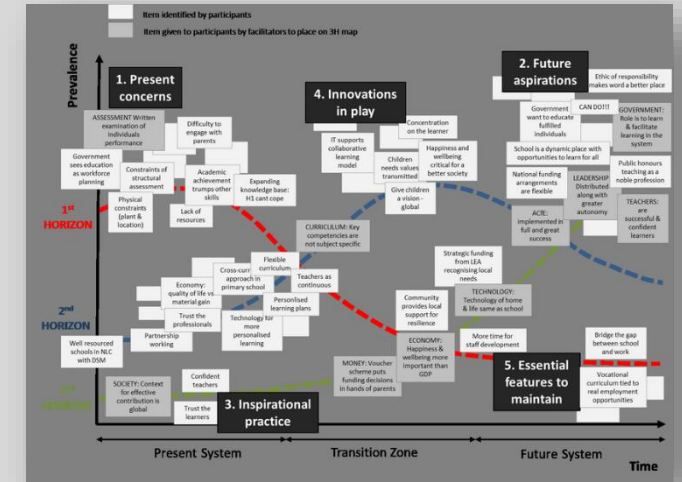 Item identified by participants
Item given to participants by facilitators to place on 3H map
Prevalence
1. Present
concerns
2. Future
aspirations
4. Innovations
in play
Ethic of responsibility
makes word a better place
ASSESSMENT Written
examination of
individuals
performance
Difficulty to
engage with
parents
Concentration
on the learner
Government
want to educate
fulfilled
individuals
CAN DO!!!
GOVERNMENT:
Role is to learn
& facilitate
learning in the
system
IT supports
collaborative
learning
model
Government
sees education
as workforce
planning
Constraints of
structural
assessment
Academic
achievement
trumps other
skills
Expanding
knowledge base:
H1 cant cope
Children
needs values
transmitted
Happiness and
wellbeing
critical for a
better society
School is a dynamic place with
opportunities to learn for all
Public honours
teaching as a
noble profession
National funding
arrangements
are flexible
LEADERSHIP:
Distributed
along with
greater
autonomy
Physical
constraints
(plant &
location)
Lack of
resources
Give children
a vision -
global
TEACHERS:
are
successful &
confident
learners
1st
HORIZON
ACfE:
implemented in
full and great
success
CURRICULUM: Key
competencies are
not subject specific
Strategic funding
from LEA
recognising local
needs
Flexible
curriculum
Cross-curr
approach in
primary school
Teachers as
continuous
Economy:
quality of life vs
material gain
Personalised
learning plans
TECHNOLOGY:
Technology of home
& life same as school
Community
provides local
support for
resilience
2nd
HORIZON
Trust the
professionals
Technology for
more
personalised
learning
Partnership
working
More time for
staff development
Bridge the gap
between school
and work
Well resourced
schools in NLC
with DSM
ECONOMY:
Happiness &
wellbeing more
important than
GDP
5. Essential
features to
maintain
MONEY: Voucher
scheme puts
funding decisions
in hands of parents
Confident
teachers
Vocational
curriculum tied to
real employment
opportunities
SOCIETY: Context
for effective
contribution is
global
Trust the
learners
3. Inspirational
practice
Present System
Transition Zone
Future System
Time